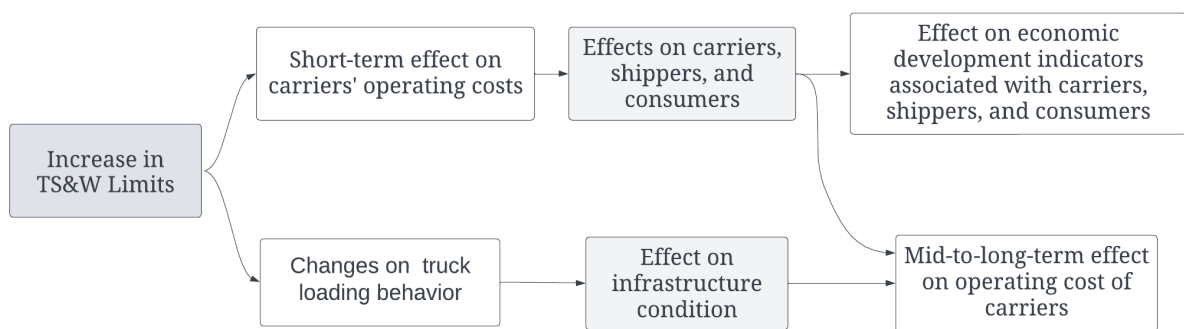 Increase in
TS&W Limits
Short-term effect on
carriers' operating costs
Effects on carriers,
shippers, and
consumers
Effect on economic
development indicators
associated with carriers,
shippers, and consumers
Changes on truck
loading behavior
Effect on
infrastructure
condition
Mid-to-long-term effect
on operating cost of
carriers